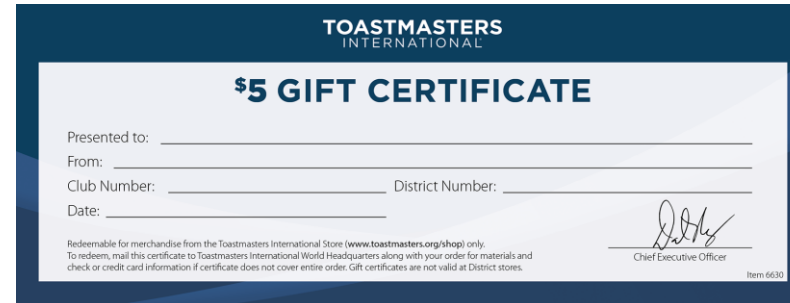 TOASTMASTERS
INTERNATIONAL
$5 GIFT CERTIFICATE
Presented to:
From:
Club Number: District Number:
Date:
Redeemable for merchandise from the Toastmasters International Store (www.toastmasters.org/shop) only.
To redeem, mail this certificate to Toastmasters International World Headquarters along with your order for materials and
check or credit card information if certificate does not cover entire order. Gift certificates are not valid at District stores.
Chief Executive Officer
Item 6630